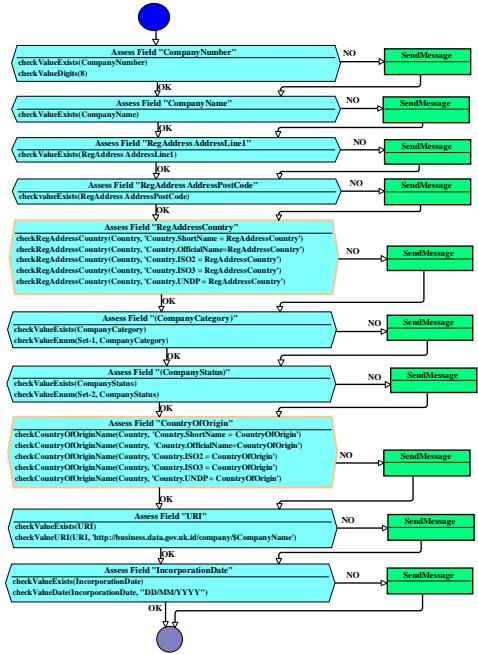 Assess Field "CompanyNumber"
checkValueExists(CompanyNumber)
checkValueDigits(8)
NO
SendMessage
OK
Assess Field "CompanyName"
checkValueExists(CompanyName)
NO
SendMessage
OK
Assess Field "RegAddress AddressLine1"
checkValueExists(RegAddress AddressLine1)
NO
SendMessage
OK
Assess Field "RegAddress AddressPostCode"
checkvalueExists(RegAddress AddressPostCode)
NO
SendMessage
OK
Assess Field "RegAddressCountry"
checkRegAddressCountry(Country, 'Country.ShortName = RegAddressCountry')
checkRegAddressCountry(Country, 'Country.OfficialName=RegAddressCountry')
checkRegAddressCountry(Country, 'Country.ISO2 = RegAddressCountry')
checkRegAddressCountry(Country, 'Country.ISO3 = RegAddressCountry')
checkRegAddressCountry(Country, 'Country.UNDP = RegAddressCountry')
NO
SendMessage
OK
Assess Field "(CompanyCategory)"
checkValueExists(CompanyCategory)
checkValueEnum(Set-1, CompanyCategory)
NO
SendMessage
OK
Assess Field "(CompanyStatus)"
checkValueExists(CompanyStatus)
checkValueEnum(Set-2, CompanyStatus)
NO
SendMessage
OK
Assess Field "CountryOfOrigin"
checkCountryOfOriginName(Country, 'Country.ShortName = CountryOfOrigin')
checkCountryOfOriginName(Country, 'Country.OfficialName=CountryOfOrigin')
checkCountryOfOriginName(Country, 'Country.ISO2 = CountryOfOrigin')
checkCountryOfOriginName(Country, 'Country.ISO3 = CountryOfOrigin')
checkCountryOfOriginName(Country, 'Country.UNDP = CountryOfOrigin')
NO
SendMessage
OK
Assess Field "URI"
checkValueExists(URI)
checkValueURI(URI, 'http://business.data.gov.uk.id/company/$CompanyName')
NO
SendMessage
OK
Assess Field "IncorporationDate"
checkValueExists(IncorporationDate)
checkValueDate(IncorporationDate, "DD/MM/YYYY")
NO
SendMessage
OK